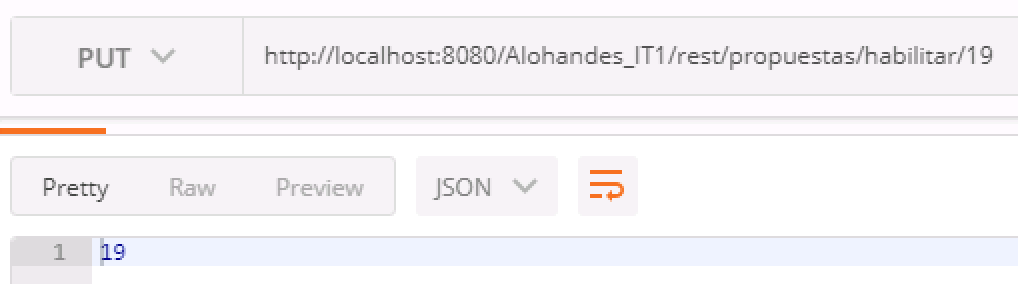 PUT http://localhost:8080/Alohandes_IT1/rest/propuestas/habilitar/19
Pretty Raw Preview JSON
1 19